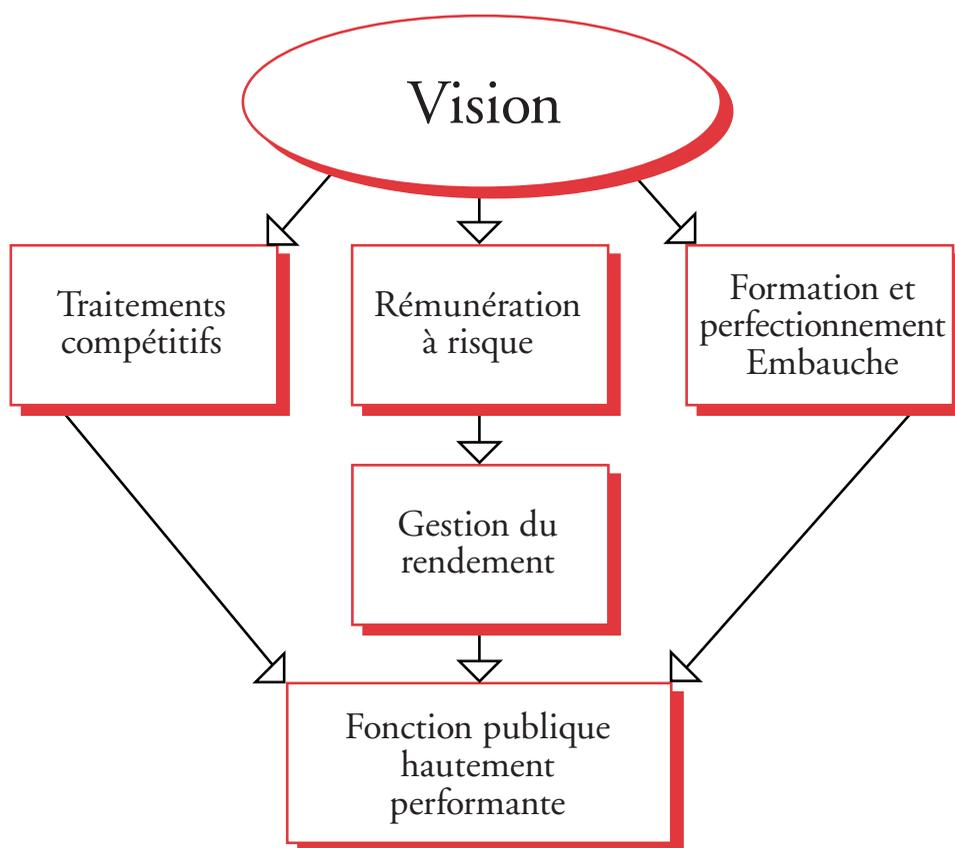 Vision
Traitements
compétitifs
Rémunération
à risque
Formation et
perfectionnement
Embauche
Gestion du
rendement
Fonction publique
hautement
performante